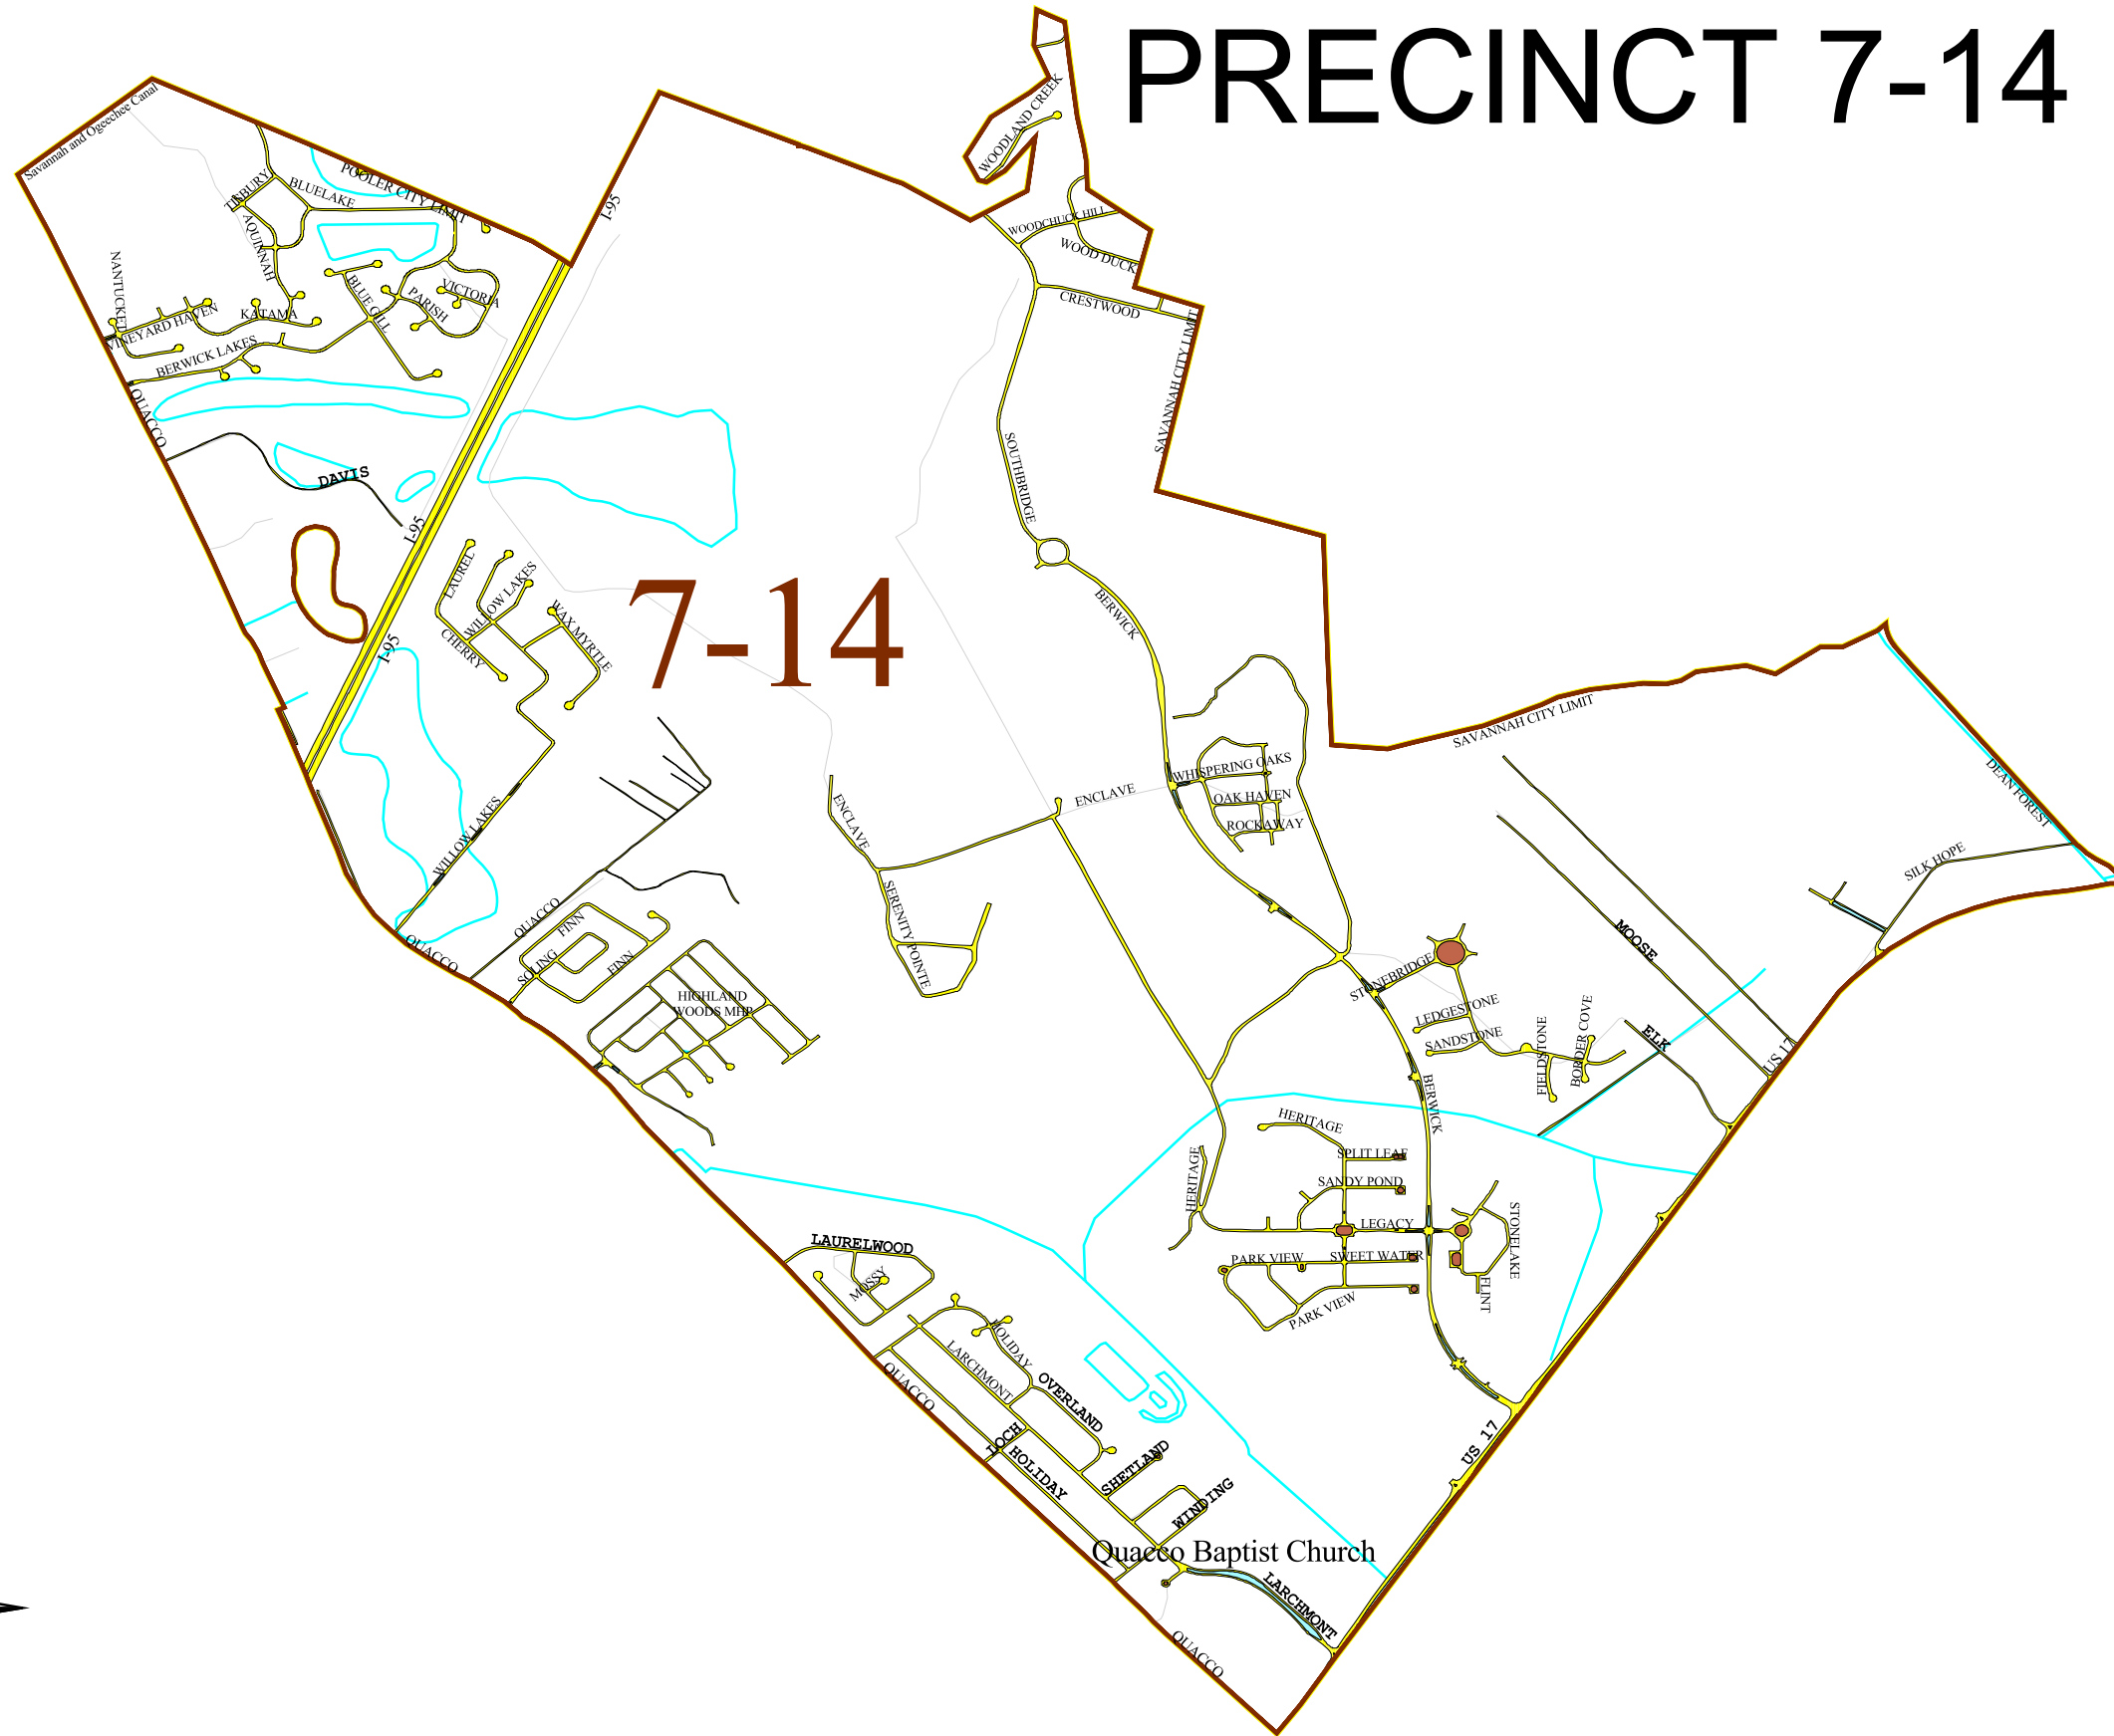 PRECINCT 7-14
Savannah and Ogeechee Canal
WOODLAND CREEK
POOLER CITY LIMIT
TISBURY
BLUELAKE
AQUINNAH
I-95
WOODCHUCK HILL
WOOD DUCK
NANTUCKET
VINEYARD HAVEN
KATAMA
BLUE GILL
PARISH
VICTORIA
CRESTWOOD
BERWICK LAKES
SAVANNAH CITY LIMIT
QUACCO
SOUTHBRIDGE
DAVIS
I-95
LAUREL
WILLOW LAKES
WAX MYRTLE
CHERRY
I-95
7-14
BERWICK
SAVANNAH CITY LIMIT
DEAN FOREST
WHISPERING OAKS
OAK HAVEN
ROCKAWAY
ENCLAVE
ENCLAVE
WILLOW LAKES
SILK HOPE
QUACCO
QUACCO
FINN
SOLING
FINN
SERENITY POINTE
MOOSE
STONEBRIDGE
HIGHLAND
WOODS MHP
LEDGESTONE
SANDSTONE
FIELDSTONE
BORDER COVE
ELK
US 17
BERWICK
HERITAGE
HERITAGE
SPLIT LEAF
SANDY POND
LEGACY
STONELAKE
PARK VIEW
SWEET WATER
FLINT
PARK VIEW
LAURELWOOD
MOSSY
HOLIDAY
LARCHMONT
OVERLAND
QUACCO
LOCH
HOLIDAY
SHETLAND
WINDING
US 17
Quacco Baptist Church
LARCHMONT
QUACCO